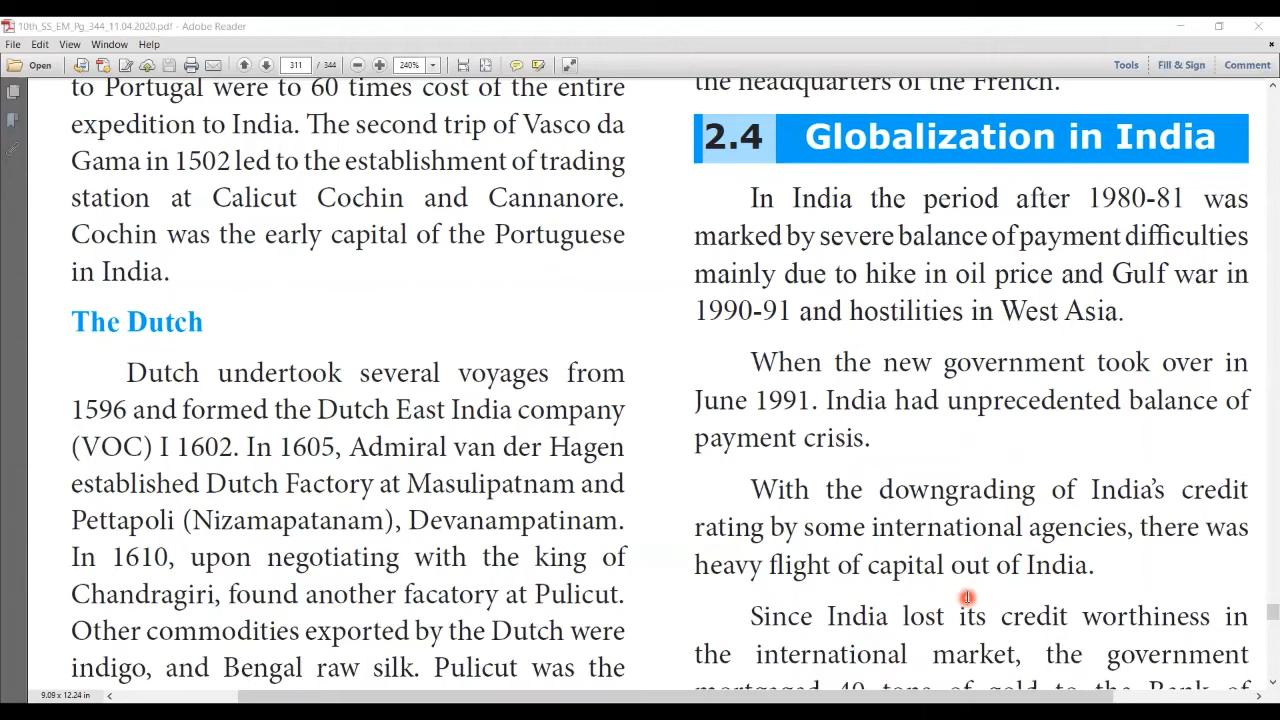 10th_SS_EM_Pg_344_11.04.2020.pdf - Adobe Reader
File Edit View Window Help
Open 311 / 344 240% Tools Fill & Sign Comment
to Portugal were to 60 times cost of the entire
expedition to India. The second trip of Vasco da
Gama in 1502 led to the establishment of trading
station at Calicut Cochin and Cannanore.
Cochin was the early capital of the Portuguese
in India.
The Dutch
Dutch undertook several voyages from
1596 and formed the Dutch East India company
(VOC) I 1602. In 1605, Admiral van der Hagen
established Dutch Factory at Masulipatnam and
Pettapoli (Nizamapatanam), Devanampatinam.
In 1610, upon negotiating with the king of
Chandragiri, found another facatory at Pulicut.
Other commodities exported by the Dutch were
indigo, and Bengal raw silk. Pulicut was the
the headquarters of the French.
2.4 Globalization in India
In India the period after 1980-81 was
marked by severe balance of payment difficulties
mainly due to hike in oil price and Gulf war in
1990-91 and hostilities in West Asia.
When the new government took over in
June 1991. India had unprecedented balance of
payment crisis.
With the downgrading of India's credit
rating by some international agencies, there was
heavy flight of capital out of India.
Since India lost its credit worthiness in
the international market, the government
mortgaged 40 tons of gold to the Bank of
9.09 x 12.24 in